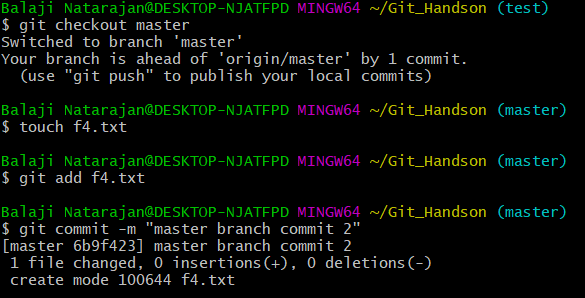 Balaji Natarajan@DESKTOP-NJATFPD MINGW64 ~/Git_Handson (test)
$ git checkout master
Switched to branch 'master'
Your branch is ahead of 'origin/master' by 1 commit.
  (use "git push" to publish your local commits)
Balaji Natarajan@DESKTOP-NJATFPD MINGW64 ~/Git_Handson (master)
$ touch f4.txt
Balaji Natarajan@DESKTOP-NJATFPD MINGW64 ~/Git_Handson (master)
$ git add f4.txt
Balaji Natarajan@DESKTOP-NJATFPD MINGW64 ~/Git_Handson (master)
$ git commit -m "master branch commit 2"
[master 6b9f423] master branch commit 2
 1 file changed, 0 insertions(+), 0 deletions(-)
 create mode 100644 f4.txt